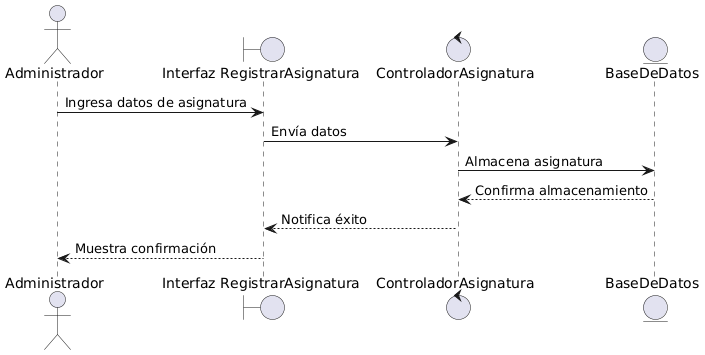 Administrador
Interfaz RegistrarAsignatura
ControladorAsignatura
BaseDeDatos
Ingresa datos de asignatura
Envía datos
Almacena asignatura
Confirma almacenamiento
Notifica éxito
Muestra confirmación
Administrador
Interfaz RegistrarAsignatura
ControladorAsignatura
BaseDeDatos